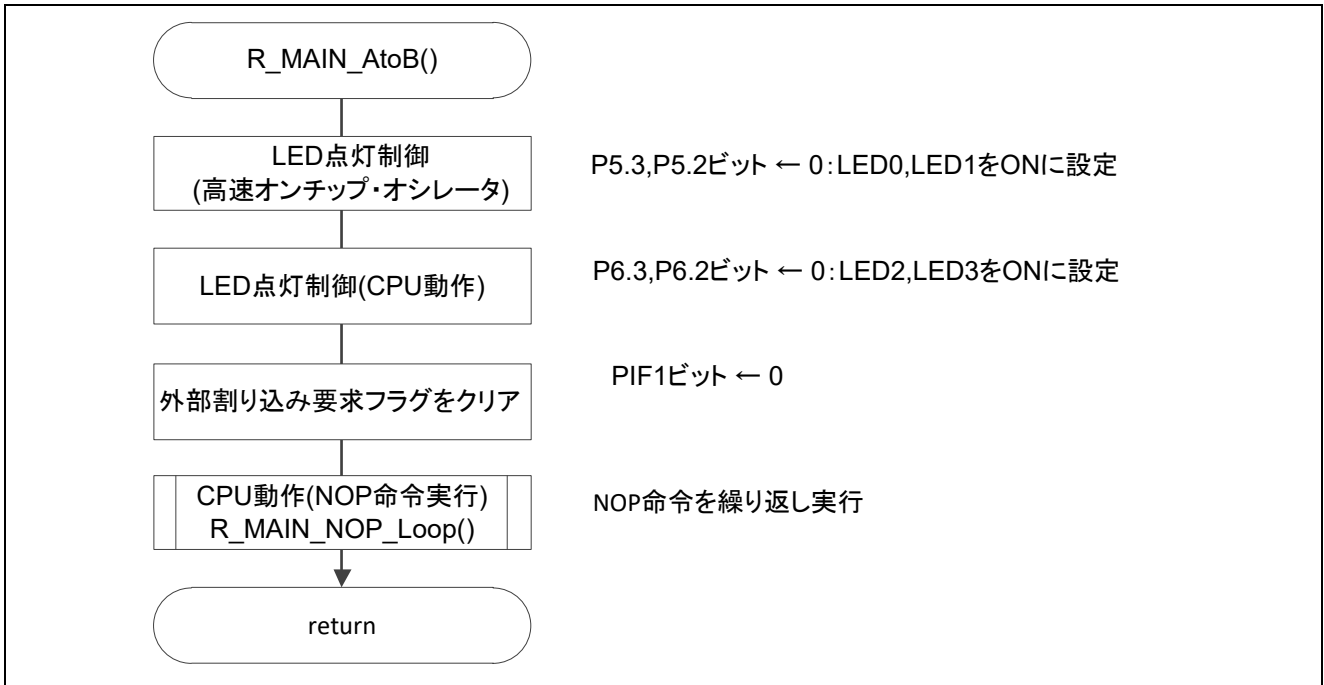 R_MAIN_AtoB()
LED点灯制御
(高速オンチップ・オシレータ)
P5.3,P5.2ビット ← 0:LED0,LED1をONに設定
LED点灯制御(CPU動作)
P6.3,P6.2ビット ← 0:LED2,LED3をONに設定
外部割り込み要求フラグをクリア
PIF1ビット ← 0
CPU動作(NOP命令実行)
R_MAIN_NOP_Loop()
NOP命令を繰り返し実行
return